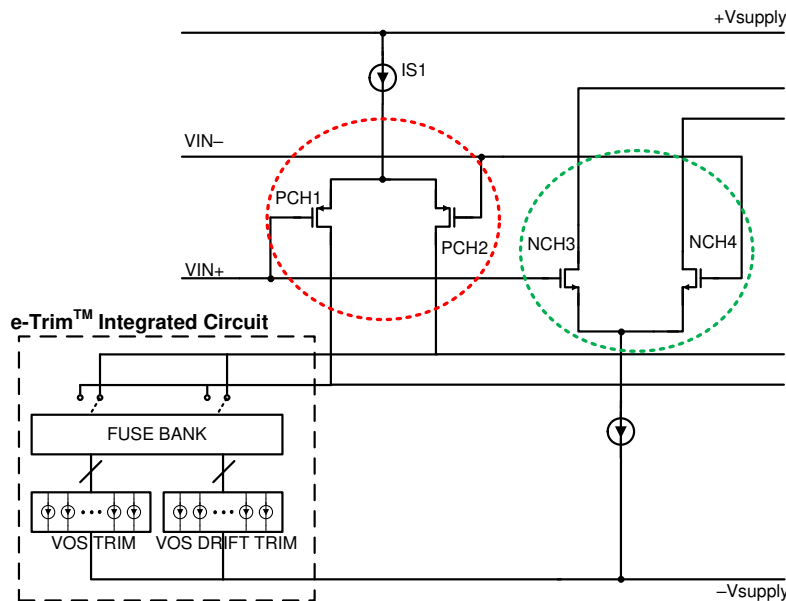 +Vsupply
IS1
VIN–
PCH1
PCH2
NCH3
NCH4
VIN+
e-Trim™ Integrated Circuit
FUSE BANK
VOS TRIM
VOS DRIFT TRIM
–Vsupply